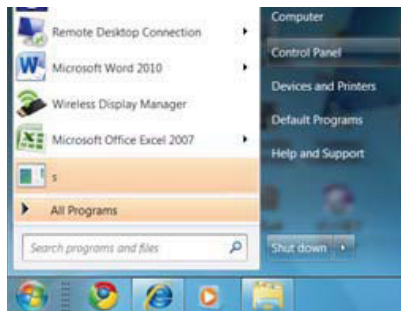 Remote Desktop Connection
Microsoft Word 2010
Wireless Display Manager
Microsoft Office Excel 2007
s
All Programs
Search programs and files
Computer
Control Panel
Devices and Printers
Default Programs
Help and Support
Shut down